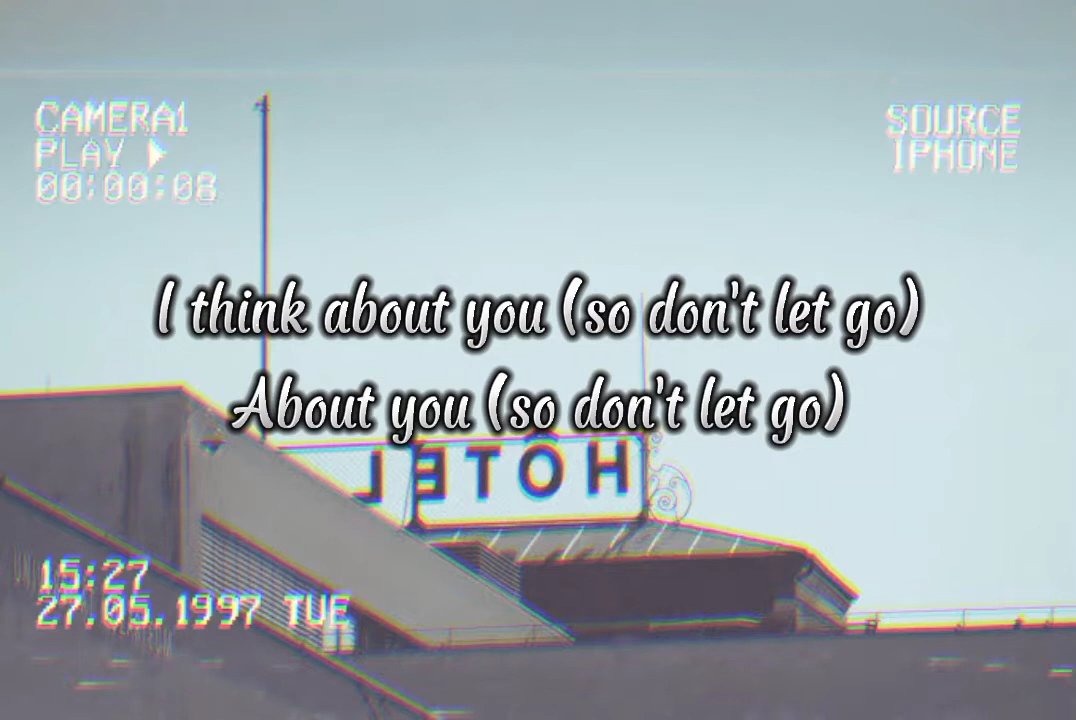 CAMERA1
PLAY
00:00:08
SOURCE
IPHONE
I think about you (so don't let go)
About you (so don't let go)
HOTEL
15:27
27.05.1997 TUE